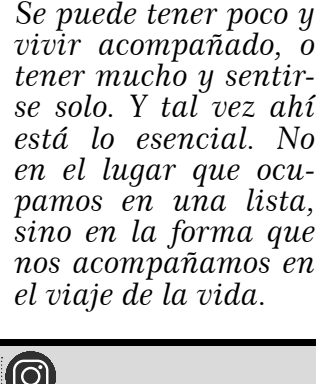 Se puede tener poco y
vivir acompañado, o
tener mucho y sentir-
se solo. Y tal vez ahí
está lo esencial. No
en el lugar que ocu-
pamos en una lista,
sino en la forma que
nos acompañamos en
el viaje de la vida.